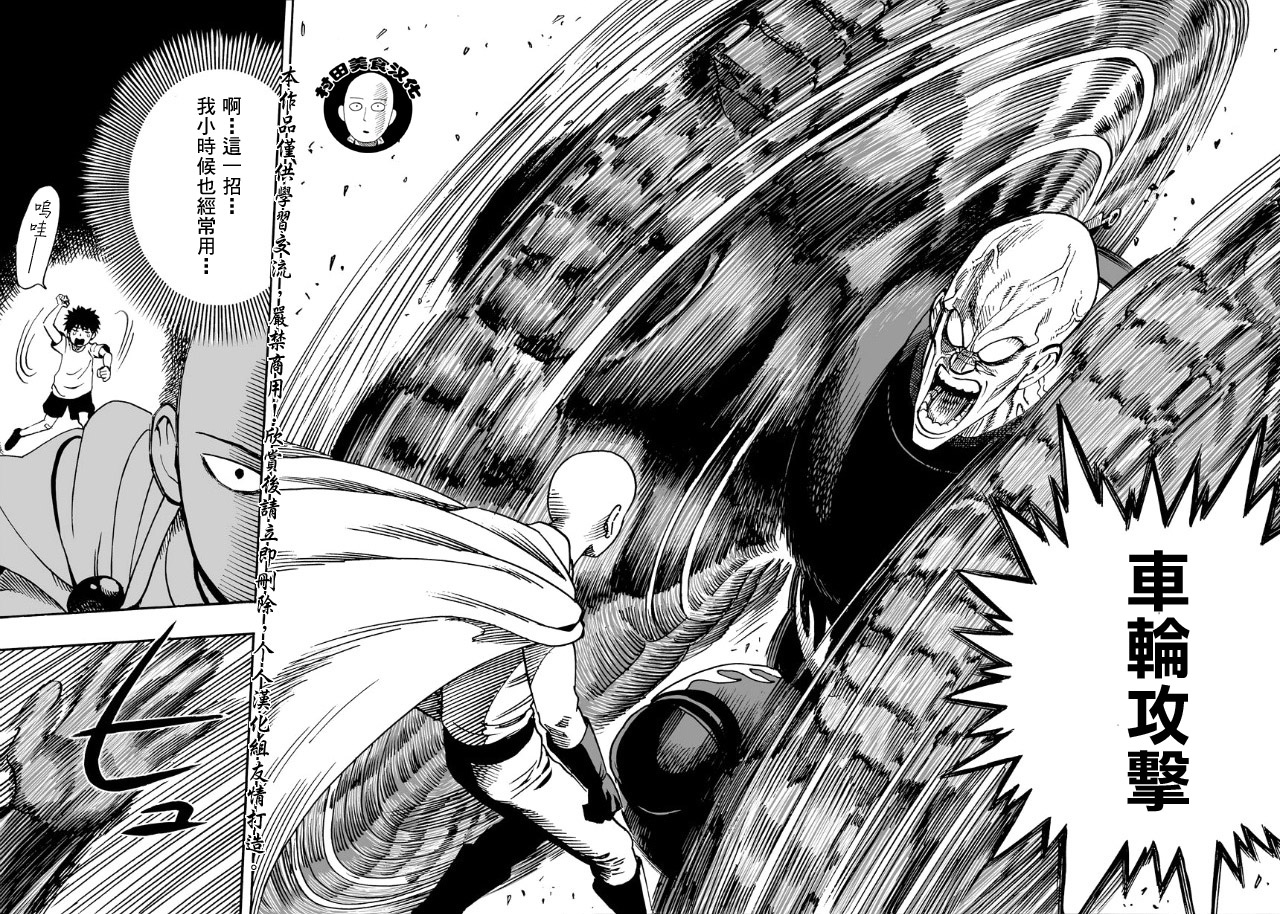 車輪攻擊
村田美食汉化
本作品僅供學習交流，嚴禁商用，欣賞後請立即刪除，個人漢化組友情打造。
啊…這一招…
我小時候也經常用…
嗚哇—
ヒュ